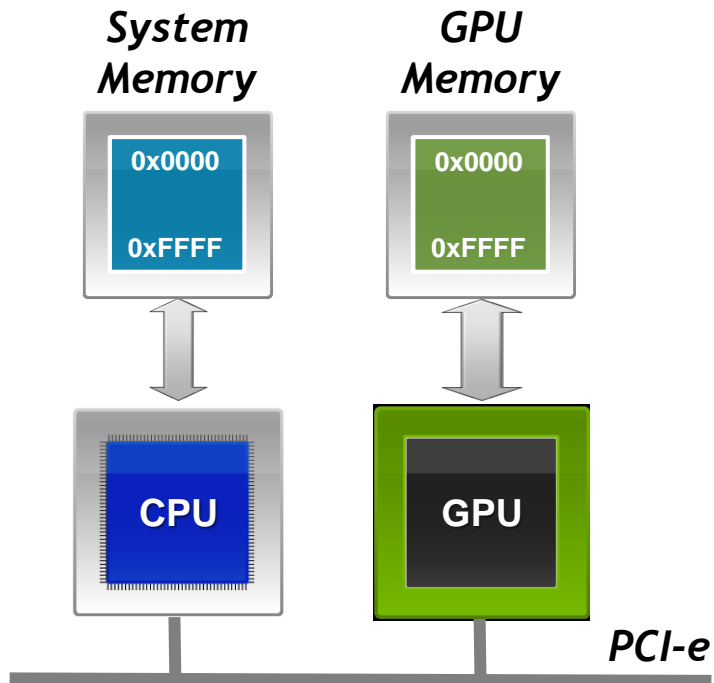 System
Memory
GPU
Memory
0x0000
0xFFFF
0x0000
0xFFFF
CPU
GPU
PCI-e